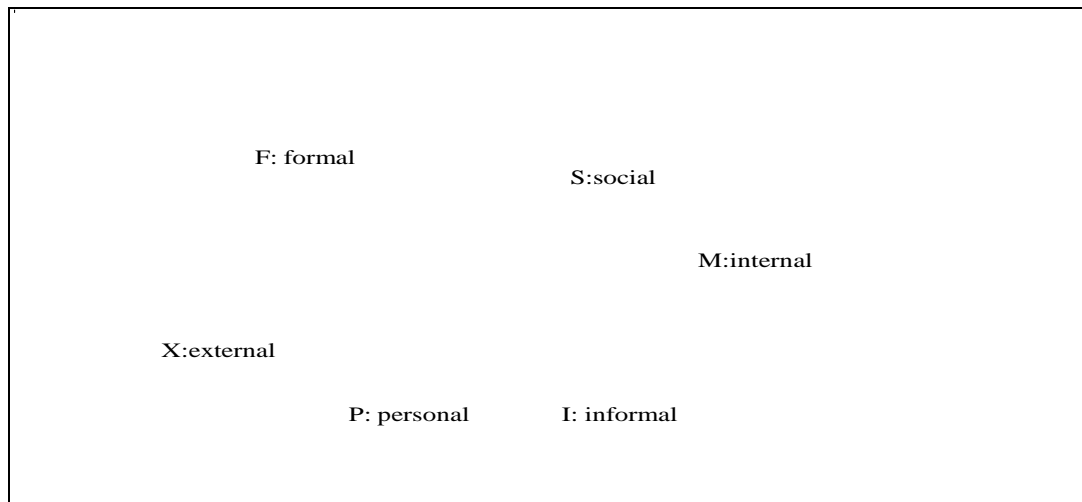 F: formal
S:social
M:internal
X:external
P: personal
I: informal